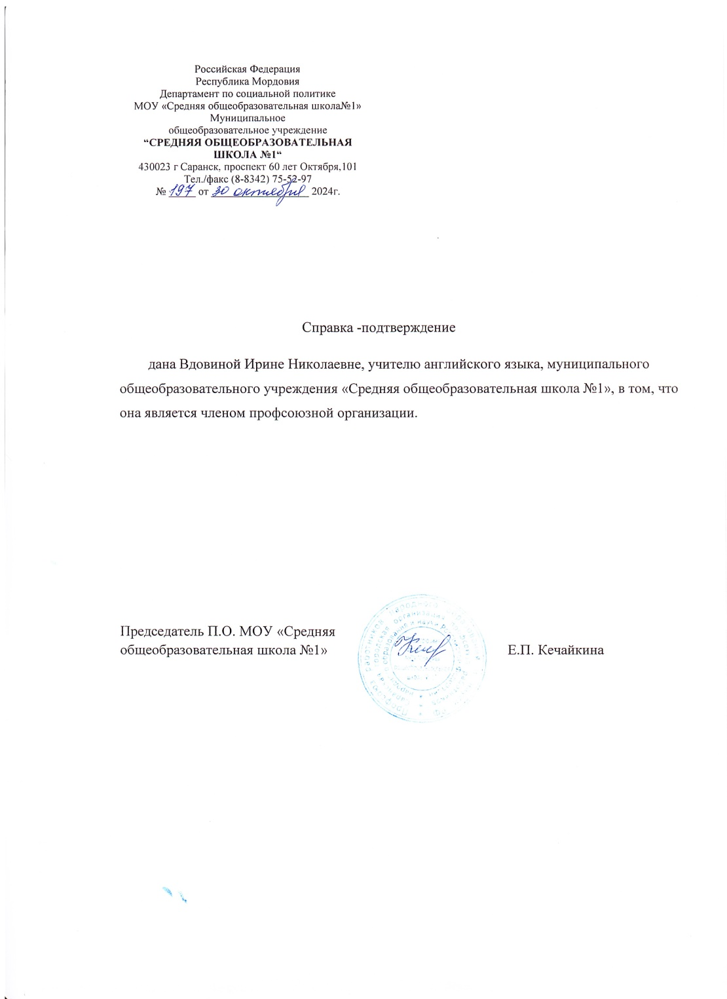 Российская Федерация
Республика Мордовия
Департамент по социальной политике
МОУ «Средняя общеобразовательная школа№1»
Муниципальное
общеобразовательное учреждение
“СРЕДНЯЯ ОБЩЕОБРАЗОВАТЕЛЬНАЯ
ШКОЛА №1“
430023 г Саранск, проспект 60 лет Октября,101
Тел./факс (8-8342) 75-52-97
№ 197 от 30 октября 2024г.
Справка -подтверждение
дана Вдовиной Ирине Николаевне, учителю английского языка, муниципального
общеобразовательного учреждения «Средняя общеобразовательная школа №1», в том, что
она является членом профсоюзной организации.
Председатель П.О. МОУ «Средняя
общеобразовательная школа №1»
Е.П. Кечайкина